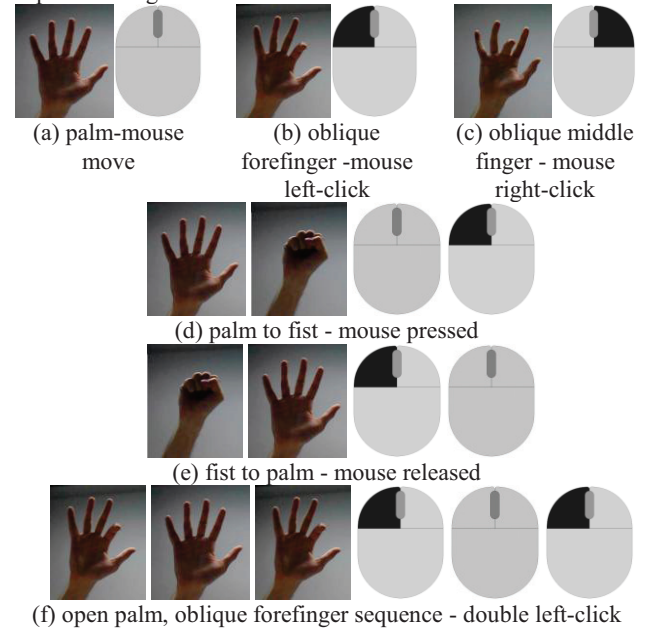 (a) palm-mouse
move
(b) oblique
forefinger -mouse
left-click
(c) oblique middle
finger - mouse
right-click
(d) palm to fist - mouse pressed
(e) fist to palm - mouse released
(f) open palm, oblique forefinger sequence - double left-click